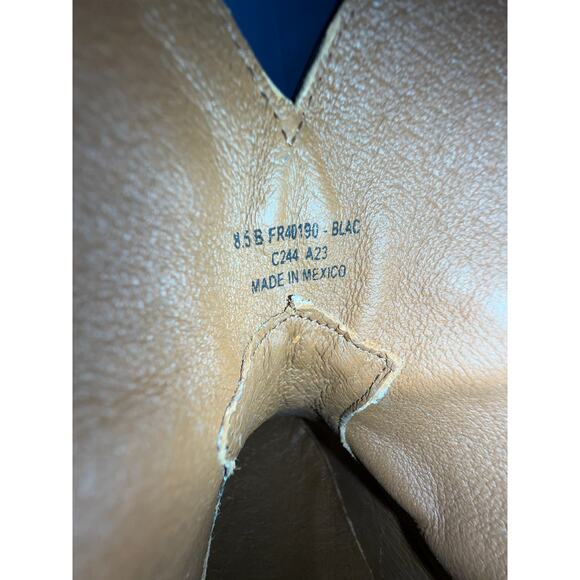 8.5 B FR40190 - BLAC
C244 A23
MADE IN MEXICO